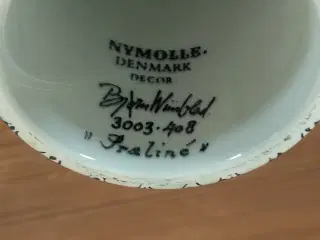 NYMOLLE.
DENMARK
DECOR
Bjørn Wiinblad
3003-408
"Praliné"